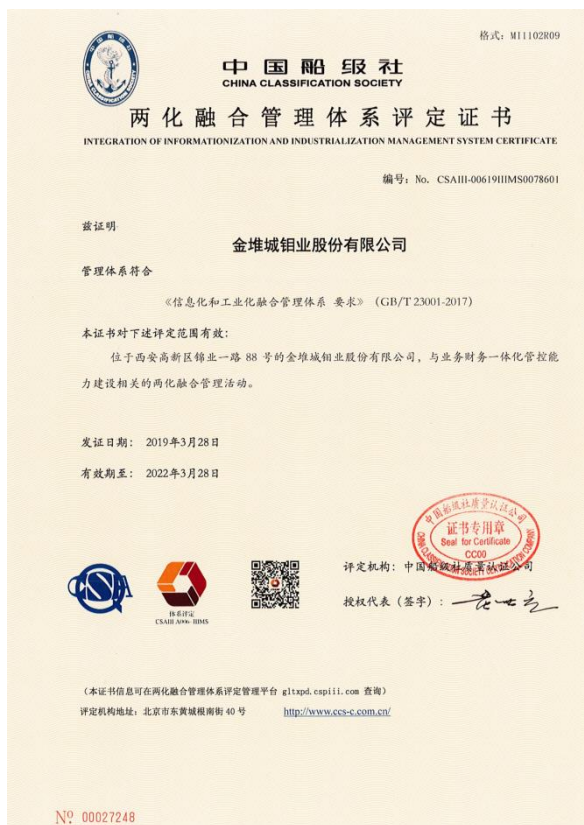 格式：MI1102R09
中国船级社
CHINA CLASSIFICATION SOCIETY
两化融合管理体系评定证书
INTEGRATION OF INFORMATIONIZATION AND INDUSTRIALIZATION MANAGEMENT SYSTEM CERTIFICATE
编号：No. CSAIII-00619IIIMS0078601
兹证明
金堆城钼业股份有限公司
管理体系符合
《信息化和工业化融合管理体系 要求》（GB/T 23001-2017）
本证书对下述评定范围有效：
位于西安高新区锦业一路 88 号的金堆城钼业股份有限公司，与业务财务一体化管控能
力建设相关的两化融合管理活动。
发证日期： 2019年3月28日
有效期至： 2022年3月28日
中国船级社质量认证公司
证书专用章
Seal for Certificate
CC00
评定机构：中国船级社质量认证公司
授权代表（签字）：
体系评定
CSAIII A006- IIIMS
（本证书信息可在两化融合管理体系评定管理平台 gltxpd.cspiii.com 查询）
评定机构地址：北京市东黄城根南街 40 号 http://www.ccs-c.com.cn/
Nº 00027248